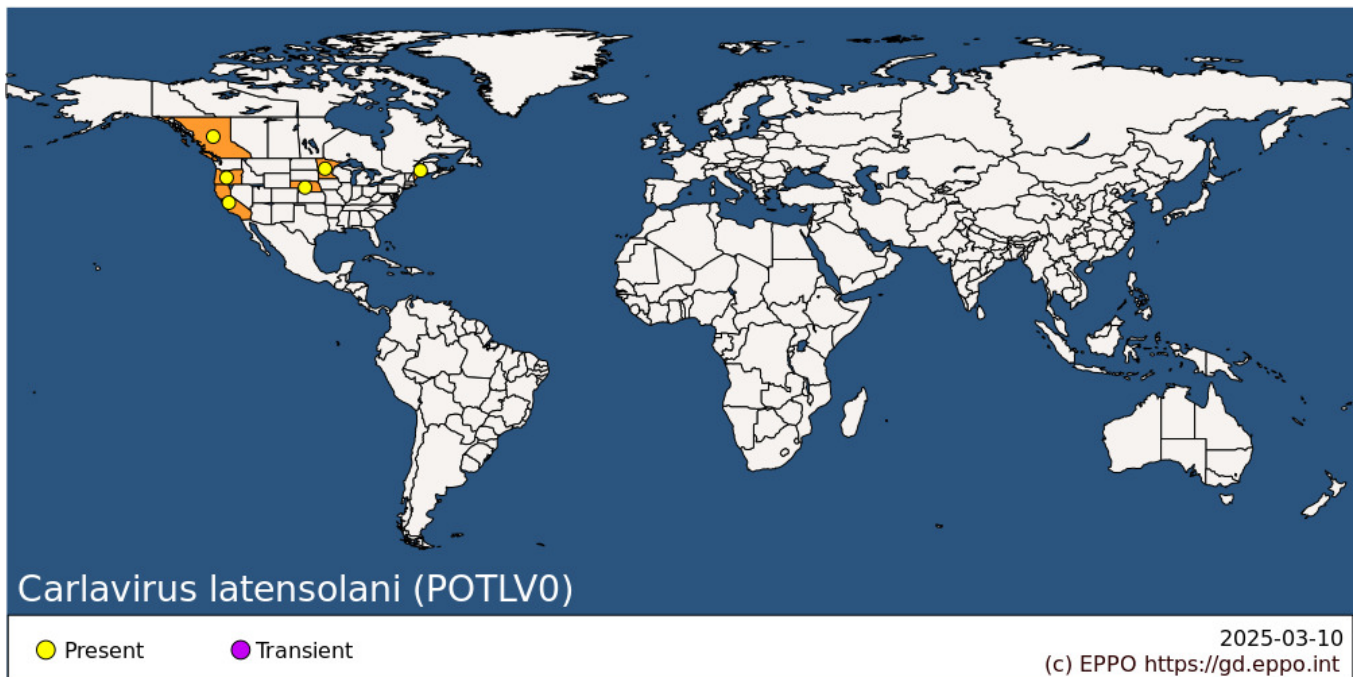 Carlavirus latensolani (POTLV0)
Present
Transient
2025-03-10
(c) EPPO https://gd.eppo.int